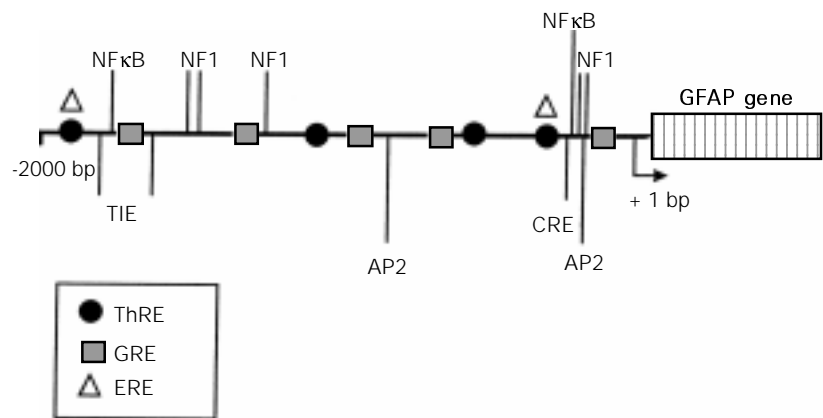 NFκB
NFκB NF1 NF1 NF1
GFAP gene
-2000 bp
+ 1 bp
TIE
CRE
AP2
AP2
ThRE
GRE
ERE